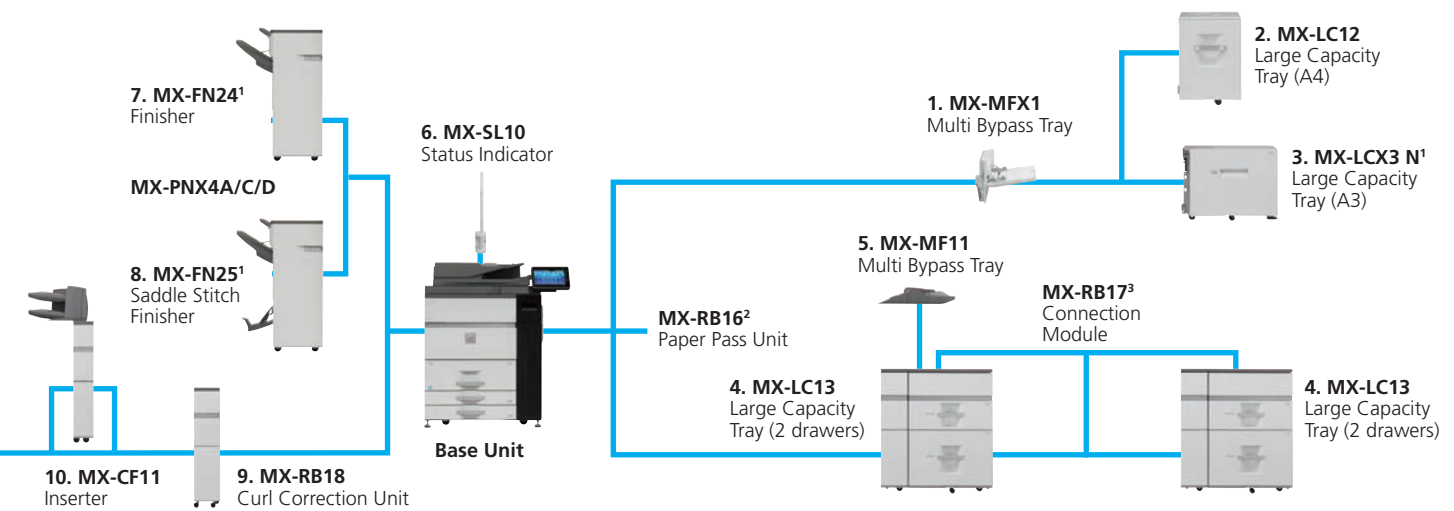 7. MX-FN24¹
Finisher
MX-PNX4A/C/D
8. MX-FN25¹
Saddle Stitch
Finisher
10. MX-CF11
Inserter
9. MX-RB18
Curl Correction Unit
6. MX-SL10
Status Indicator
Base Unit
1. MX-MFX1
Multi Bypass Tray
2. MX-LC12
Large Capacity
Tray (A4)
3. MX-LCX3 N¹
Large Capacity
Tray (A3)
5. MX-MF11
Multi Bypass Tray
MX-RB16²
Paper Pass Unit
MX-RB17³
Connection
Module
4. MX-LC13
Large Capacity
Tray (2 drawers)
4. MX-LC13
Large Capacity
Tray (2 drawers)